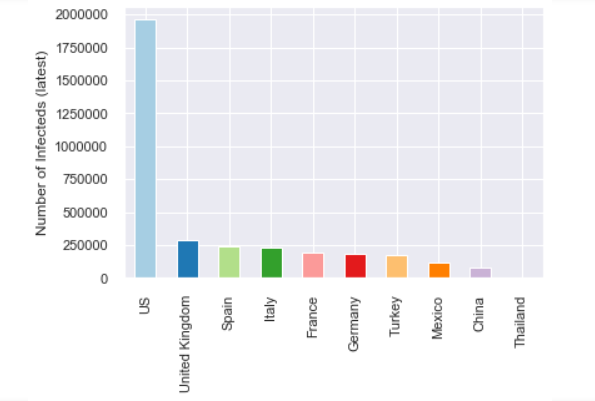 Number of Infecteds (latest)
2000000
1750000
1500000
1250000
1000000
750000
500000
250000
0
US
United Kingdom
Spain
Italy
France
Germany
Turkey
Mexico
China
Thailand